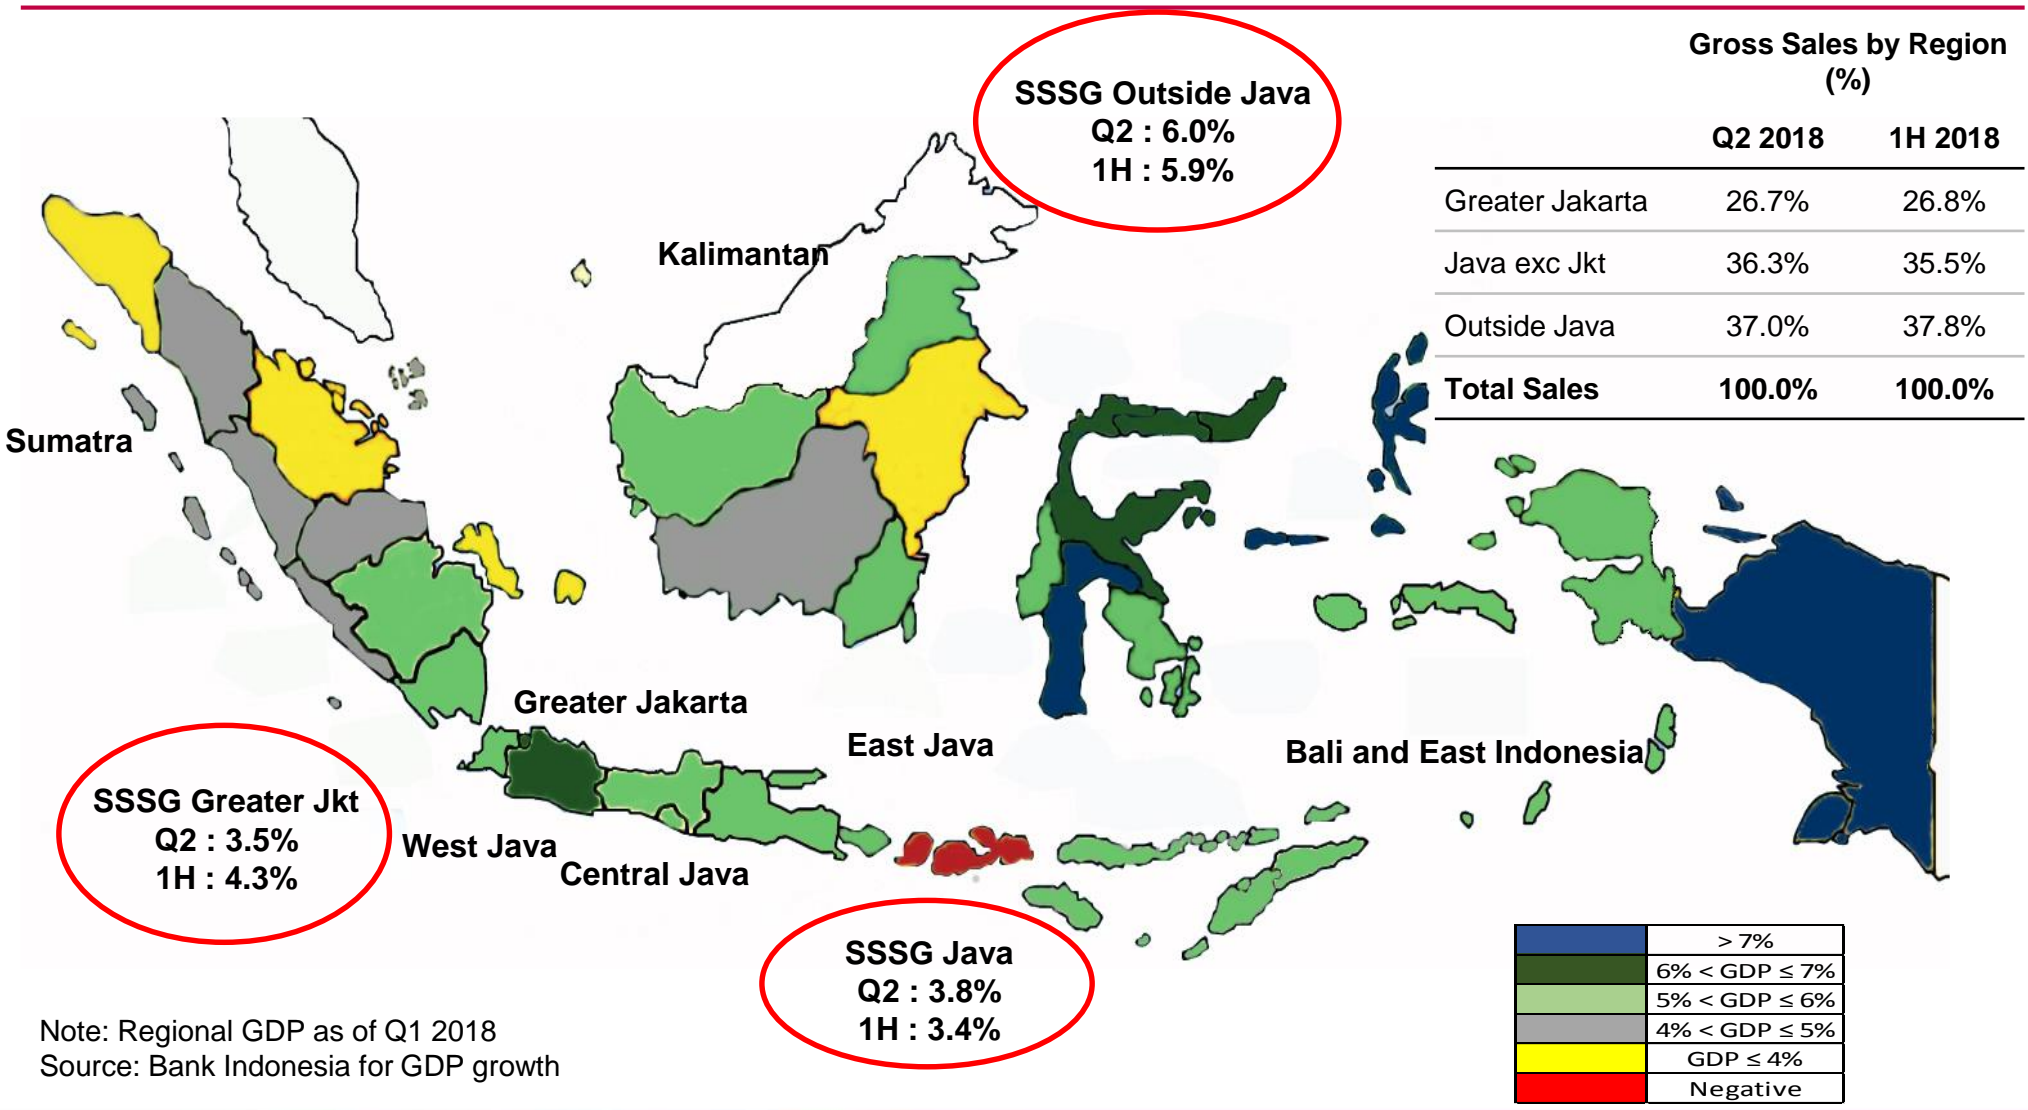 Gross Sales by Region
(%)
Q2 2018 1H 2018
Greater Jakarta 26.7% 26.8%
Java exc Jkt 36.3% 35.5%
Outside Java 37.0% 37.8%
Total Sales 100.0% 100.0%
SSSG Outside Java
Q2 : 6.0%
1H : 5.9%
Kalimantan
Sumatra
Greater Jakarta
East Java
Bali and East Indonesia
SSSG Greater Jkt
Q2 : 3.5%
1H : 4.3%
West Java
Central Java
SSSG Java
Q2 : 3.8%
1H : 3.4%
> 7%
6% < GDP ≤ 7%
5% < GDP ≤ 6%
4% < GDP ≤ 5%
GDP ≤ 4%
Negative
Note: Regional GDP as of Q1 2018
Source: Bank Indonesia for GDP growth